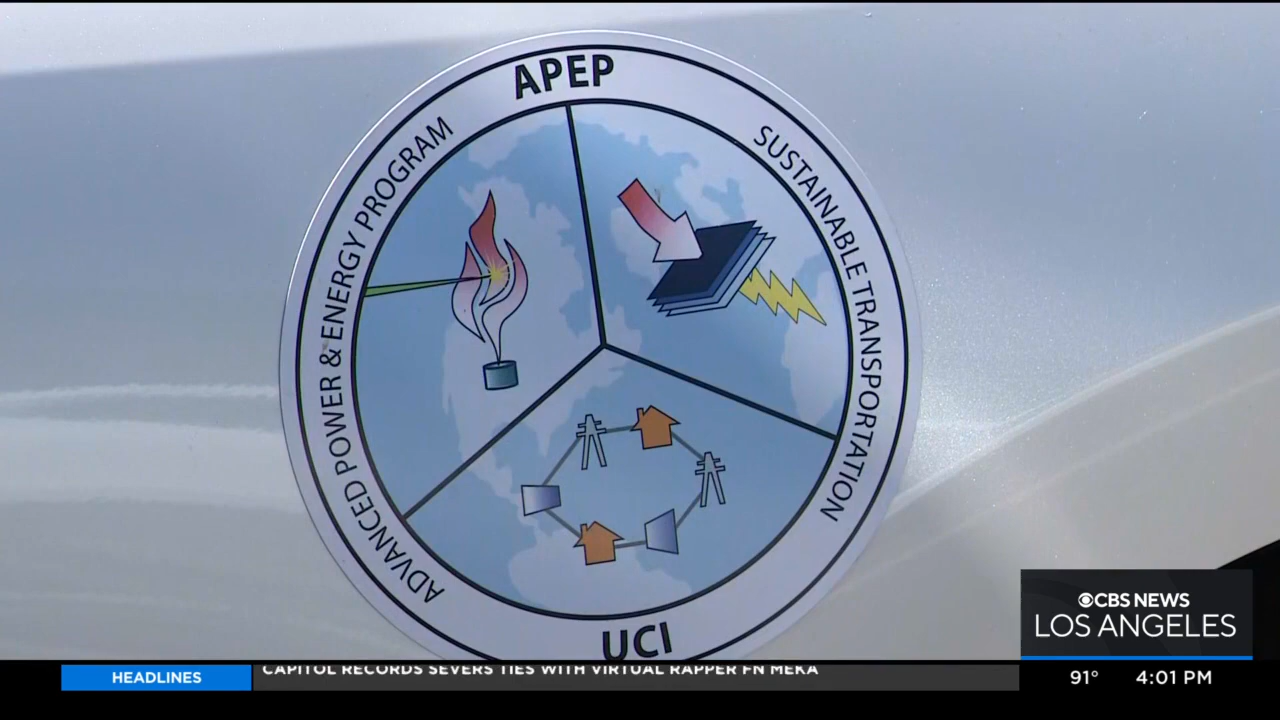 APEP
ADVANCED POWER & ENERGY PROGRAM
SUSTAINABLE TRANSPORTATION
UCI
CBS NEWS
LOS ANGELES
HEADLINES
CAPITOL RECORDS SEVERS TIES WITH VIRTUAL RAPPER FN MEKA
91°
4:01 PM